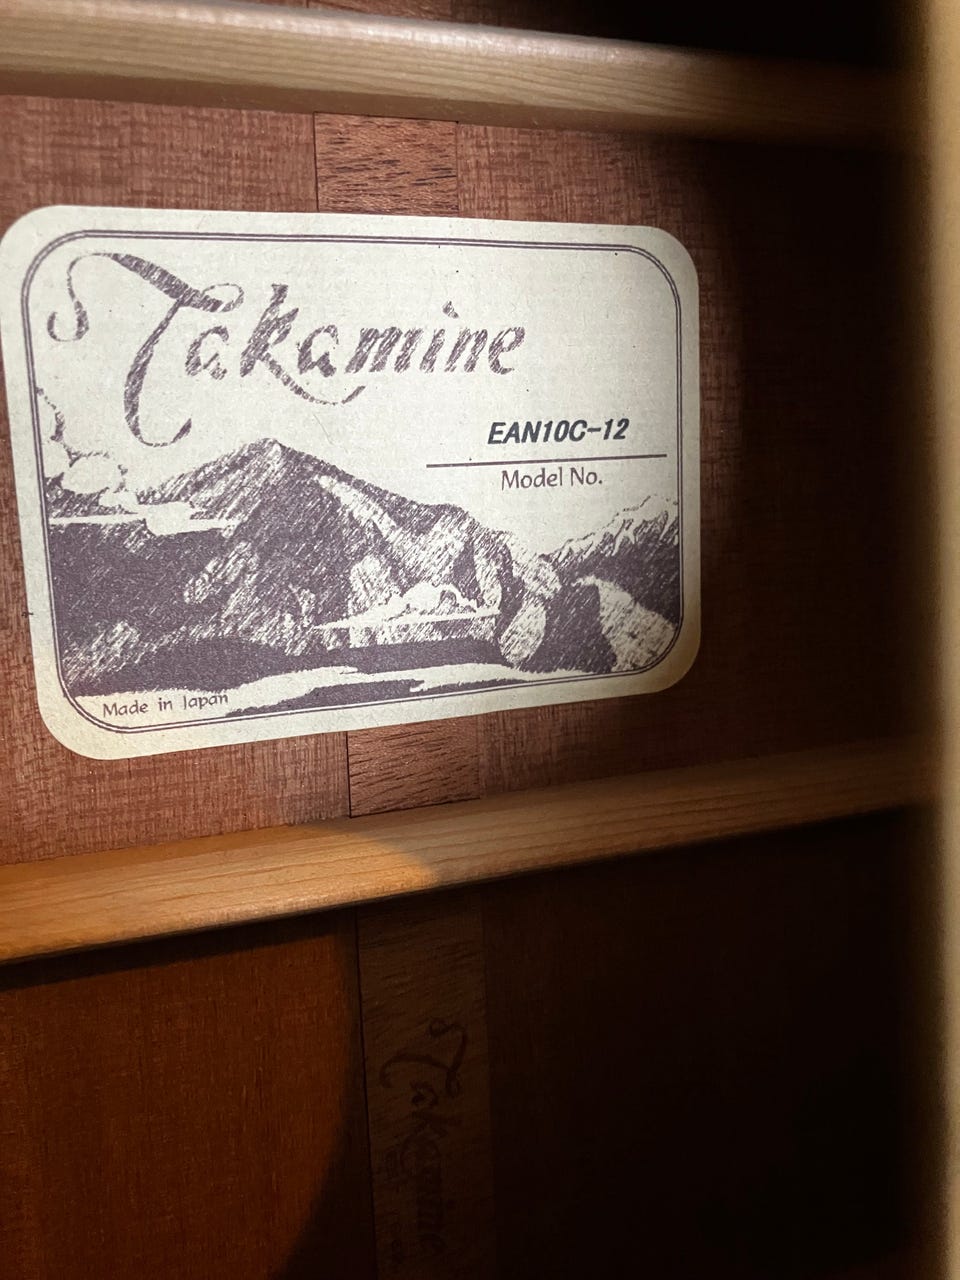 Takamine
EAN10C-12
Model No.
Made in Japan
Takamine